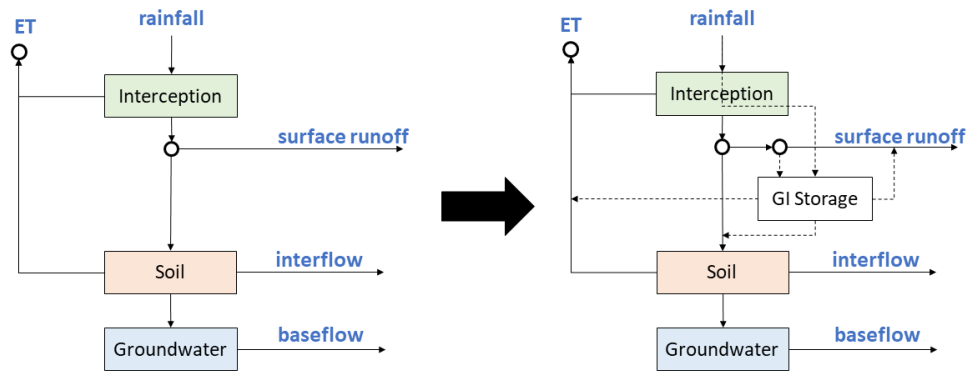 rainfall
ET
Interception
surface runoff
Soil
interflow
Groundwater
baseflow
rainfall
ET
Interception
surface runoff
GI Storage
Soil
interflow
Groundwater
baseflow